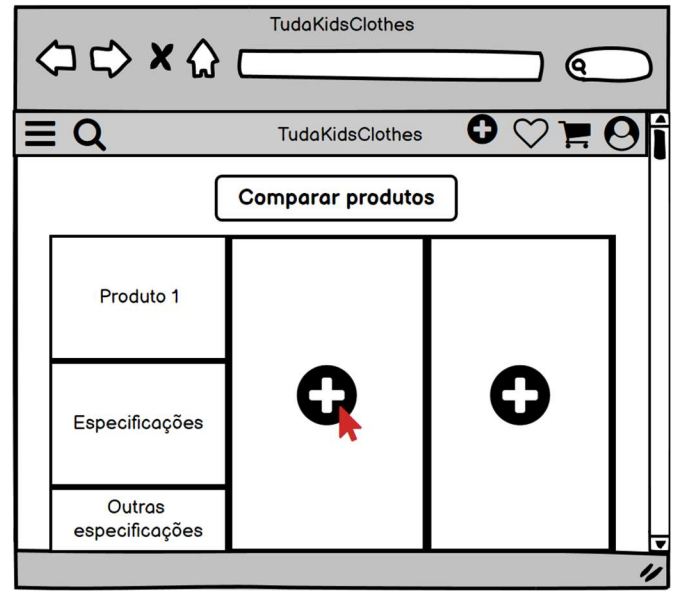 TudaKidsClothes
TudaKidsClothes
Comparar produtos
Produto 1
Especificações
Outras
especificações